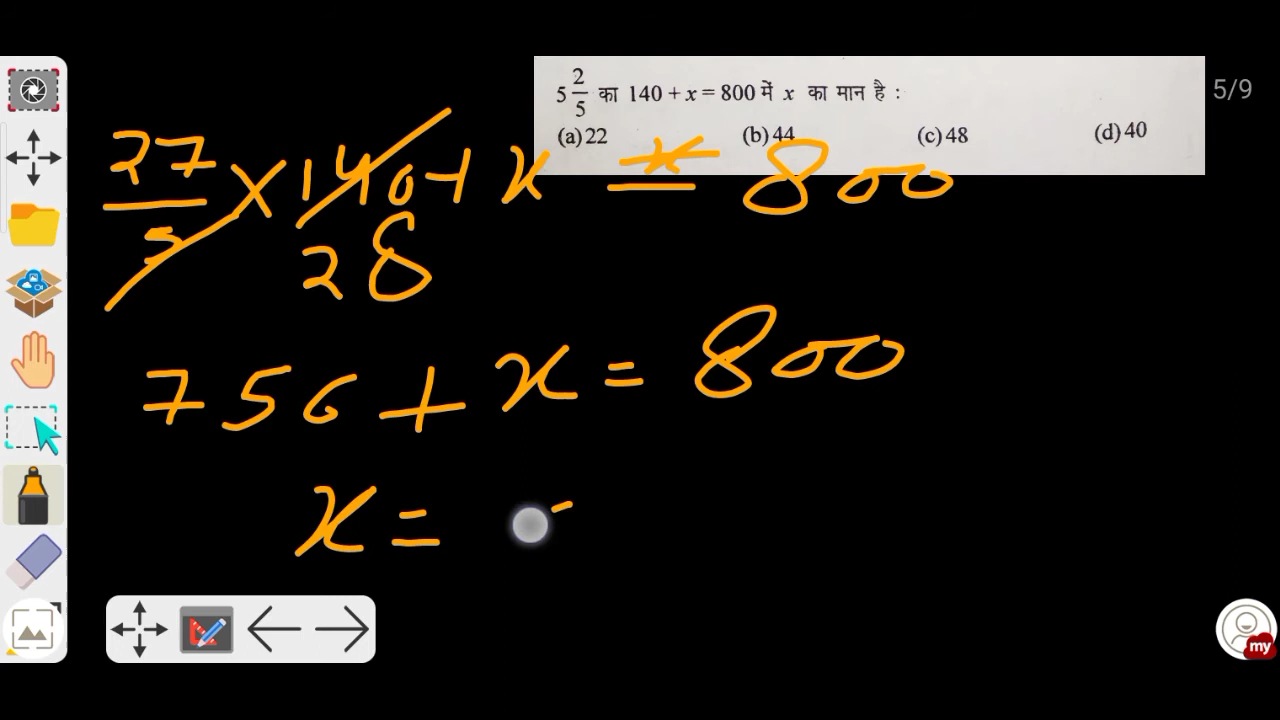 5 2/5 का 140 + x = 800 में x का मान है :
(a) 22 (b) 44 (c) 48 (d) 40
5/9
27/5 × 140 + x = 800
28
756 + x = 800
x =
my